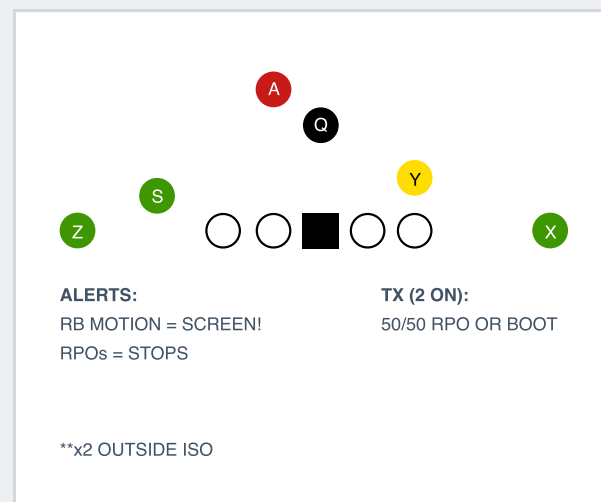 A
Q
Y
S
Z
X
ALERTS:
RB MOTION = SCREEN!
RPOs = STOPS
TX (2 ON):
50/50 RPO OR BOOT
**x2 OUTSIDE ISO